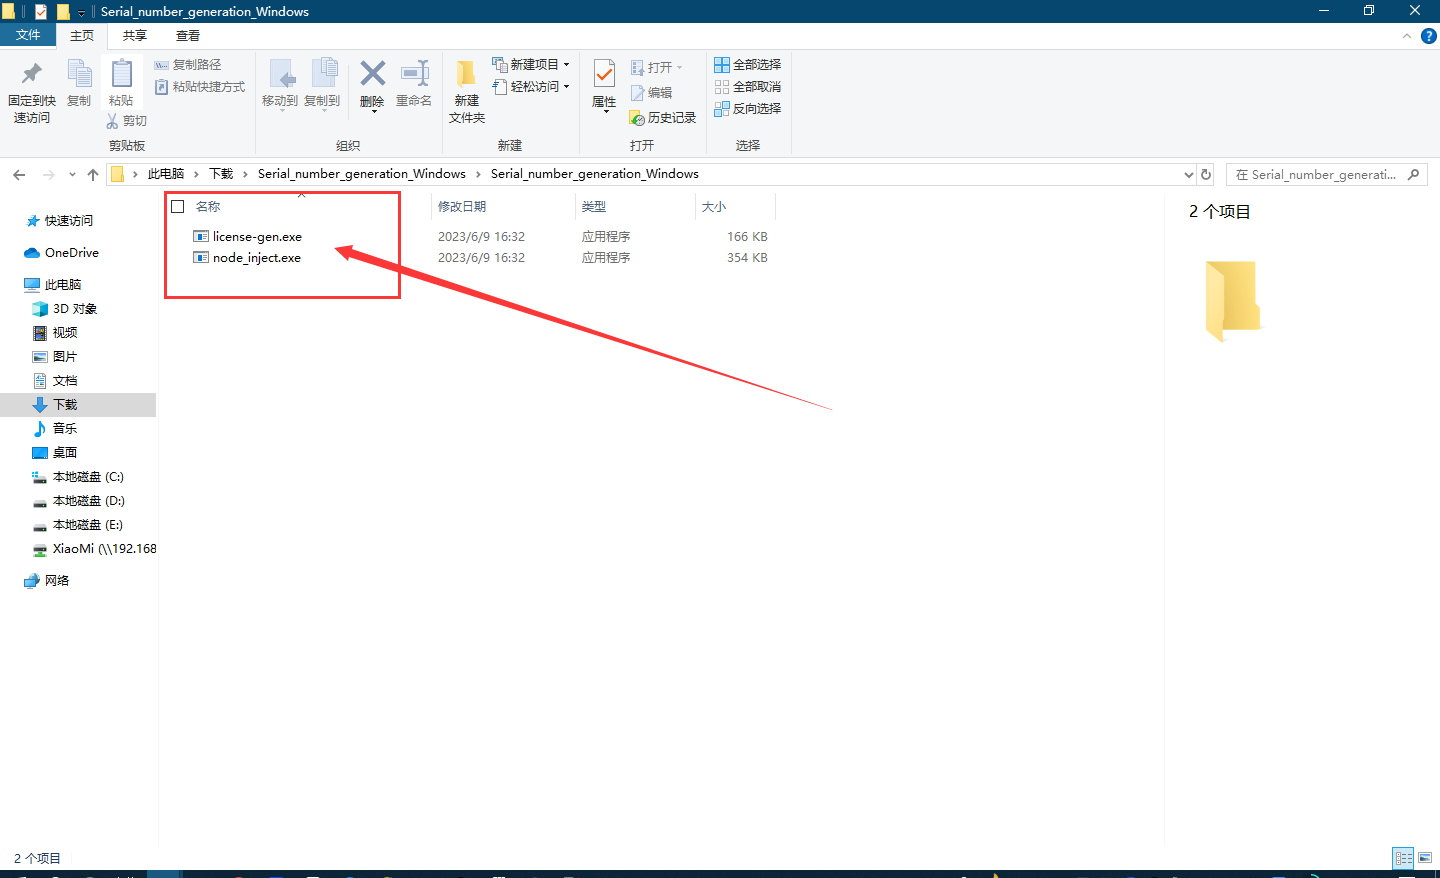 Serial_number_generation_Windows
文件
主页
共享
查看
固定到快
速访问
复制
粘贴
复制路径
粘贴快捷方式
剪切
剪贴板
移动到
复制到
删除
重命名
组织
新建
文件夹
新建项目
轻松访问
新建
属性
打开
编辑
历史记录
打开
全部选择
全部取消
反向选择
选择
此电脑 › 下载 › Serial_number_generation_Windows › Serial_number_generation_Windows
在 Serial_number_generati...
快速访问
OneDrive
此电脑
3D 对象
视频
图片
文档
下载
音乐
桌面
本地磁盘 (C:)
本地磁盘 (D:)
本地磁盘 (E:)
XiaoMi (\\192.168
网络
名称 修改日期 类型 大小
license-gen.exe 2023/6/9 16:32 应用程序 166 KB
node_inject.exe 2023/6/9 16:32 应用程序 354 KB
2 个项目
2 个项目